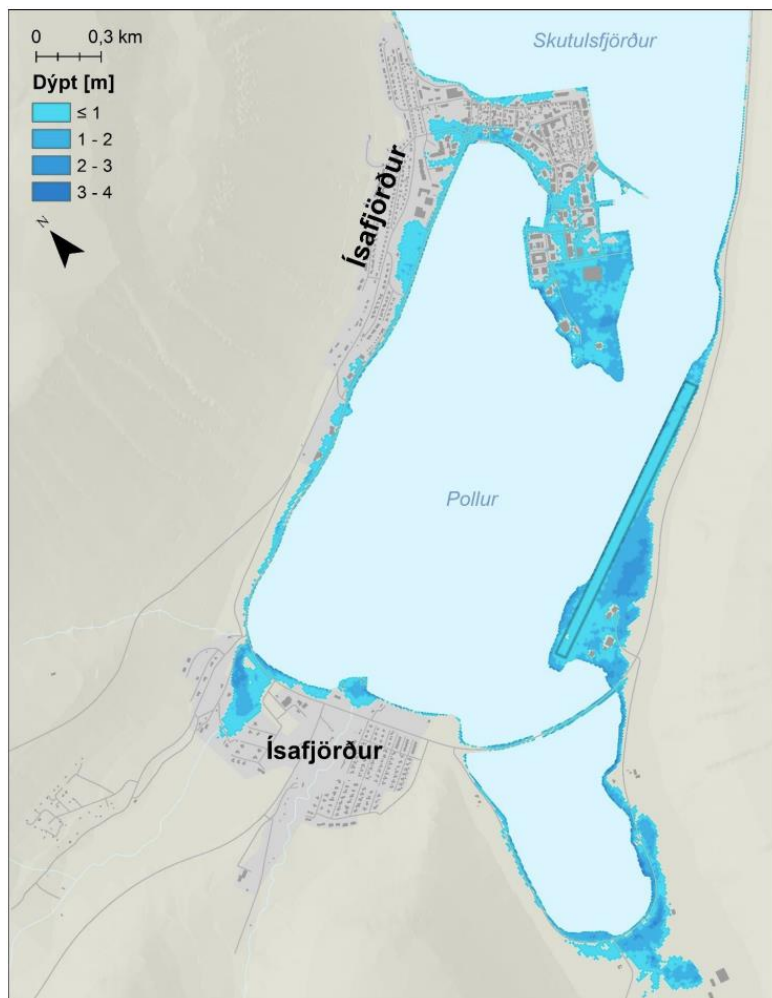 0 0,3 km
Dýpt [m]
≤ 1
1 - 2
2 - 3
3 - 4
N
Skutulsfjörður
Ísafjörður
Pollur
Ísafjörður